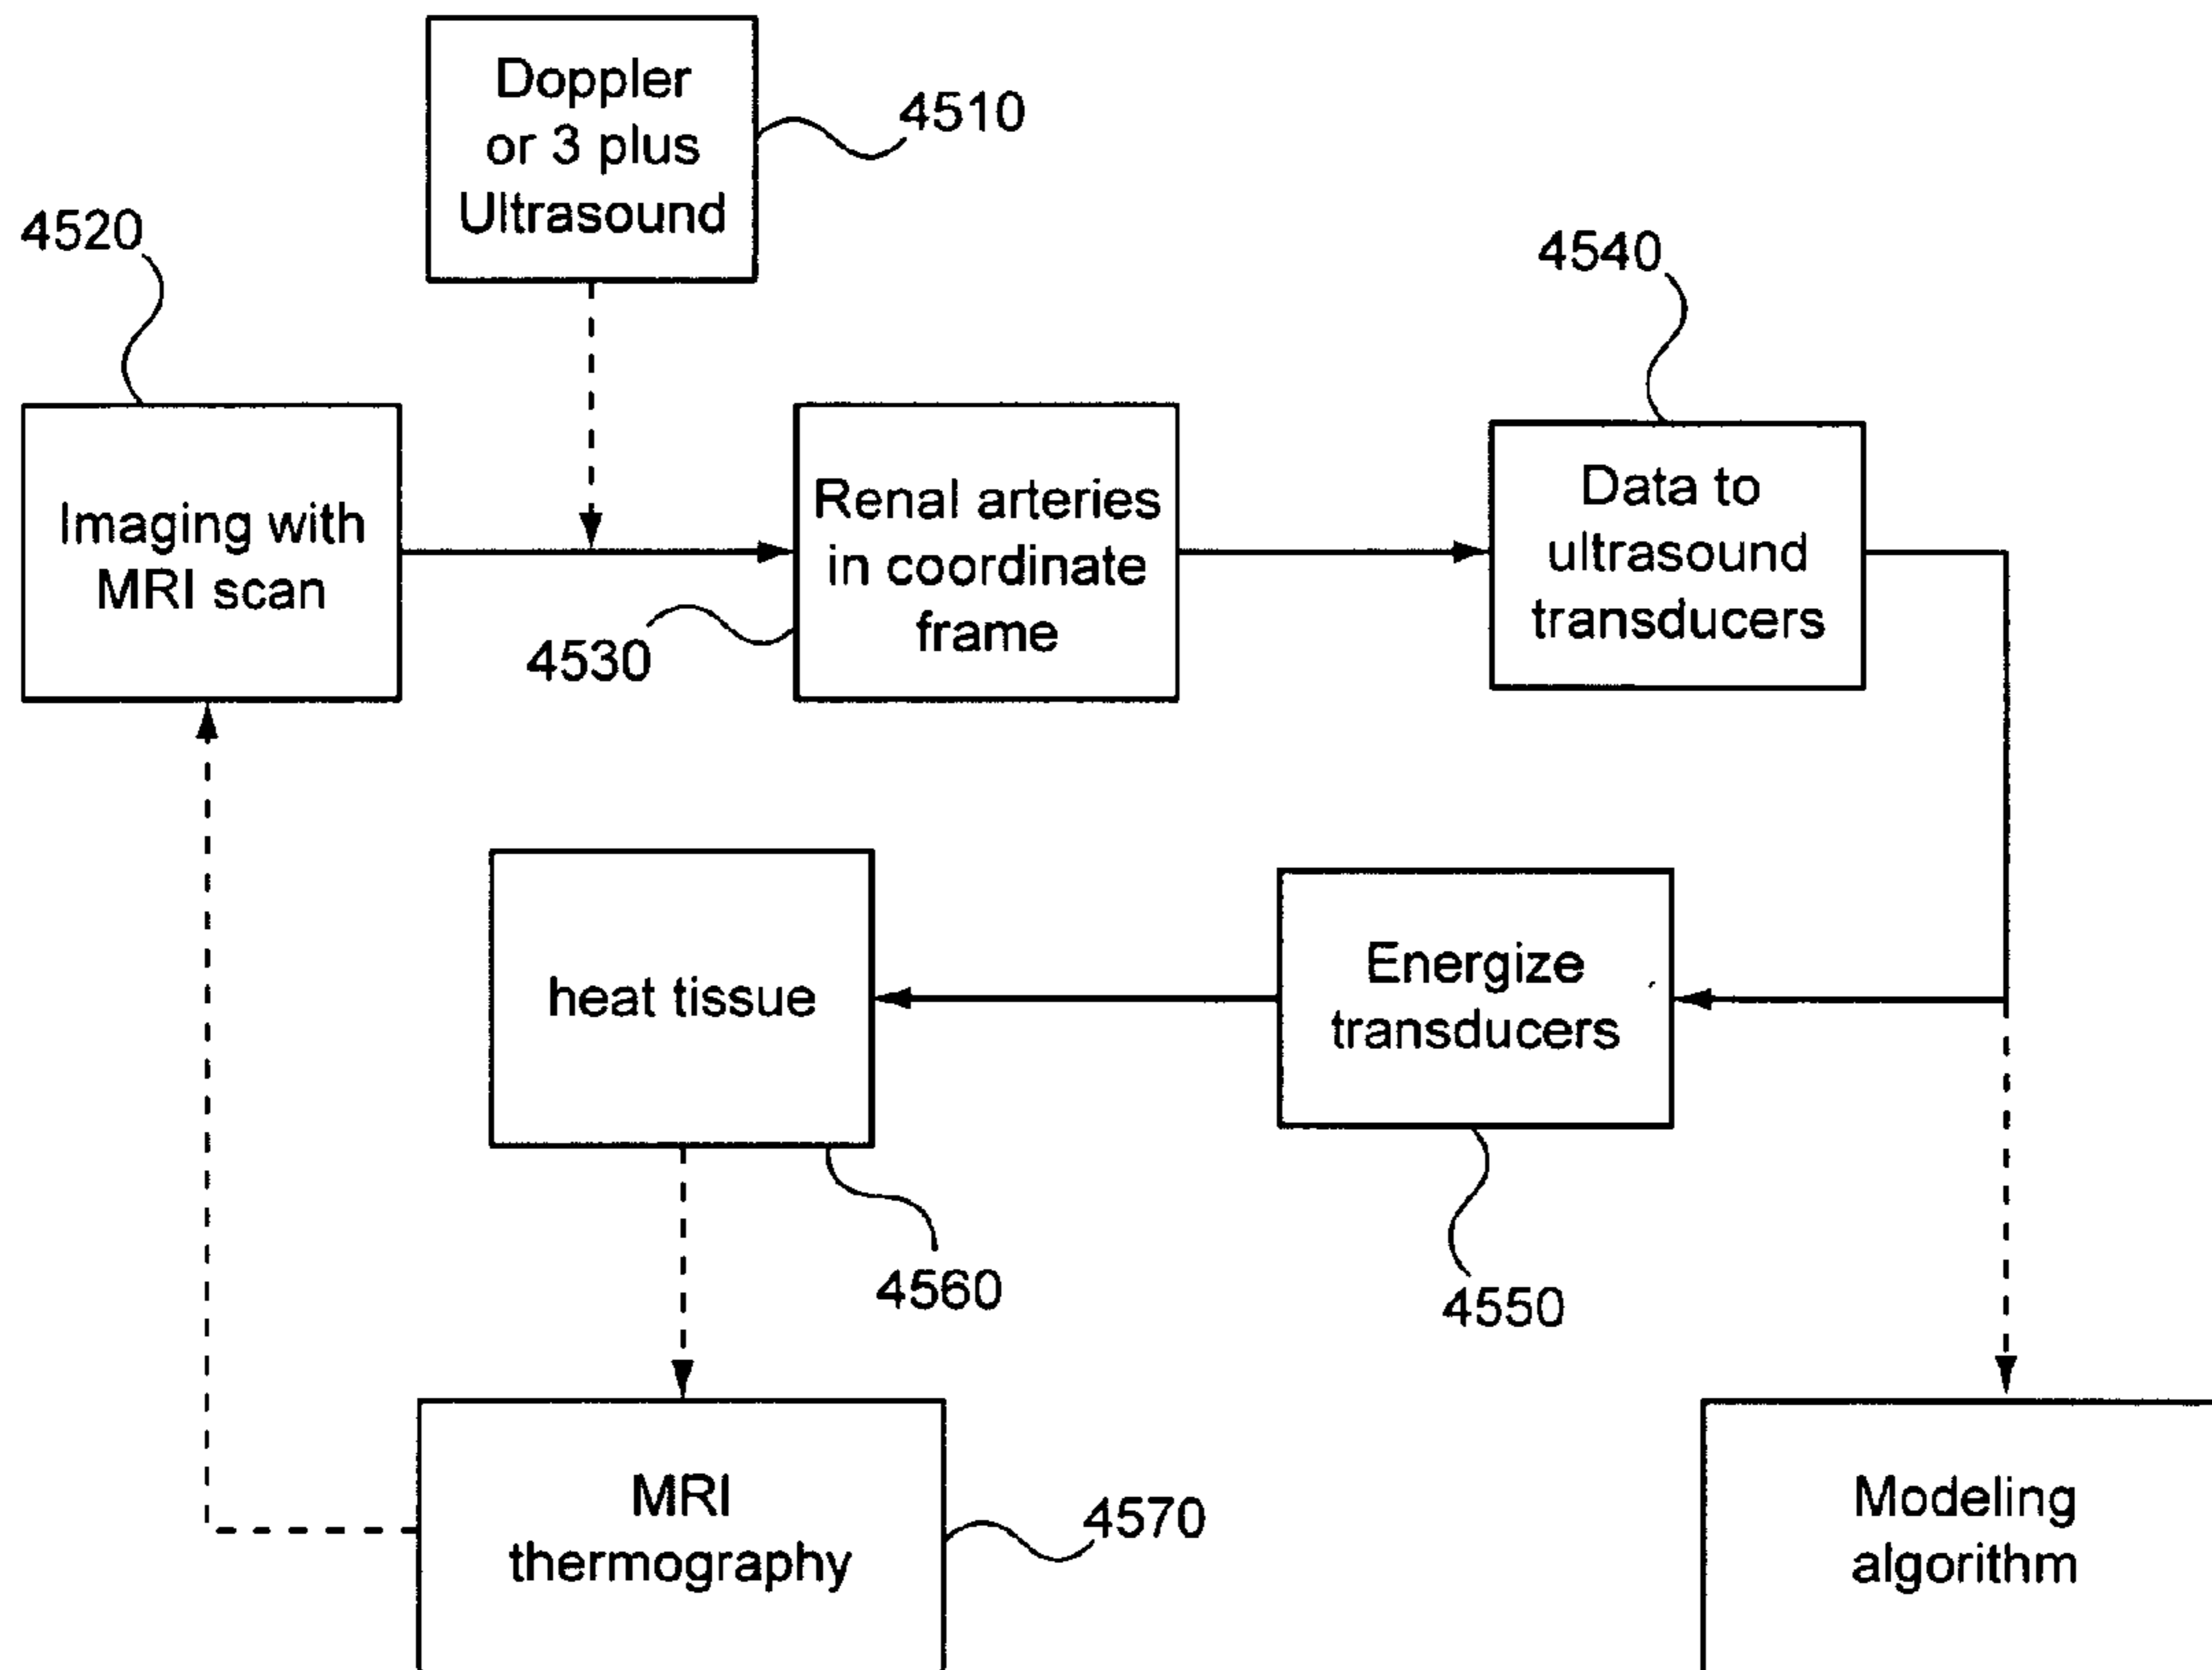 Doppler
or 3 plus
Ultrasound
4510
4520
4540
Imaging with
MRI scan
Renal arteries
in coordinate
frame
4530
Data to
ultrasound
transducers
heat tissue
Energize
transducers
4560
4550
MRI
thermography
4570
Modeling
algorithm